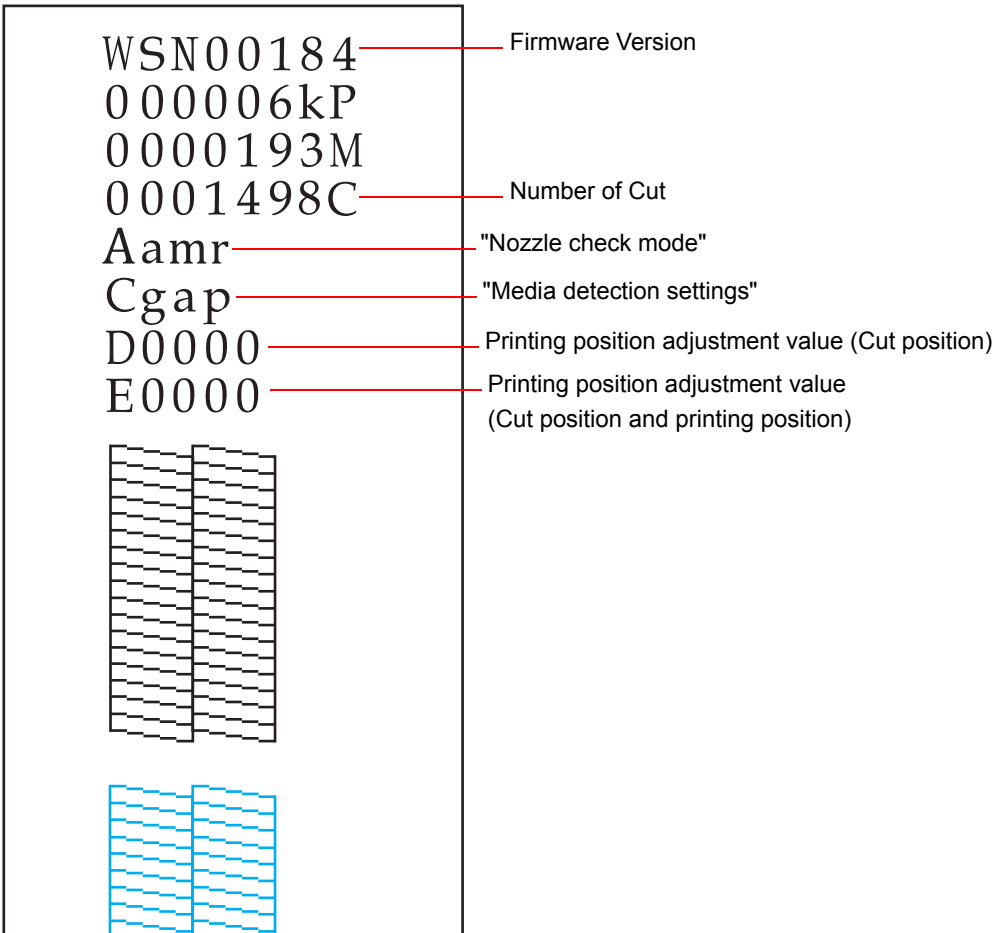 WSN00184 Firmware Version
000006kP
0000193M
0001498C Number of Cut
Aamr "Nozzle check mode"
Cgap "Media detection settings"
D0000 Printing position adjustment value (Cut position)
E0000 Printing position adjustment value
(Cut position and printing position)